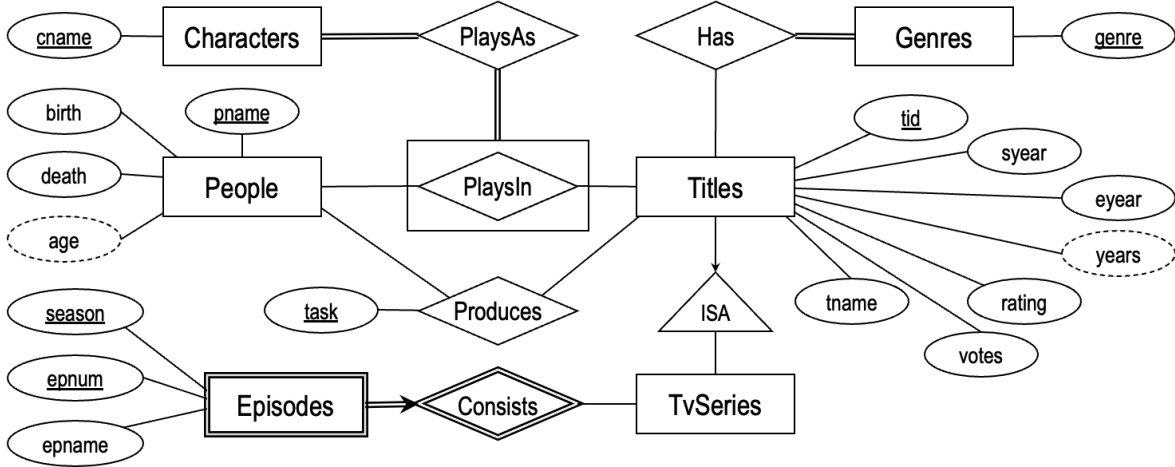 cname
Characters
PlaysAs
Has
Genres
genre
birth
pname
tid
syear
death
People
PlaysIn
Titles
eyear
age
years
season
task
Produces
ISA
tname
rating
votes
epnum
Episodes
Consists
TvSeries
epname